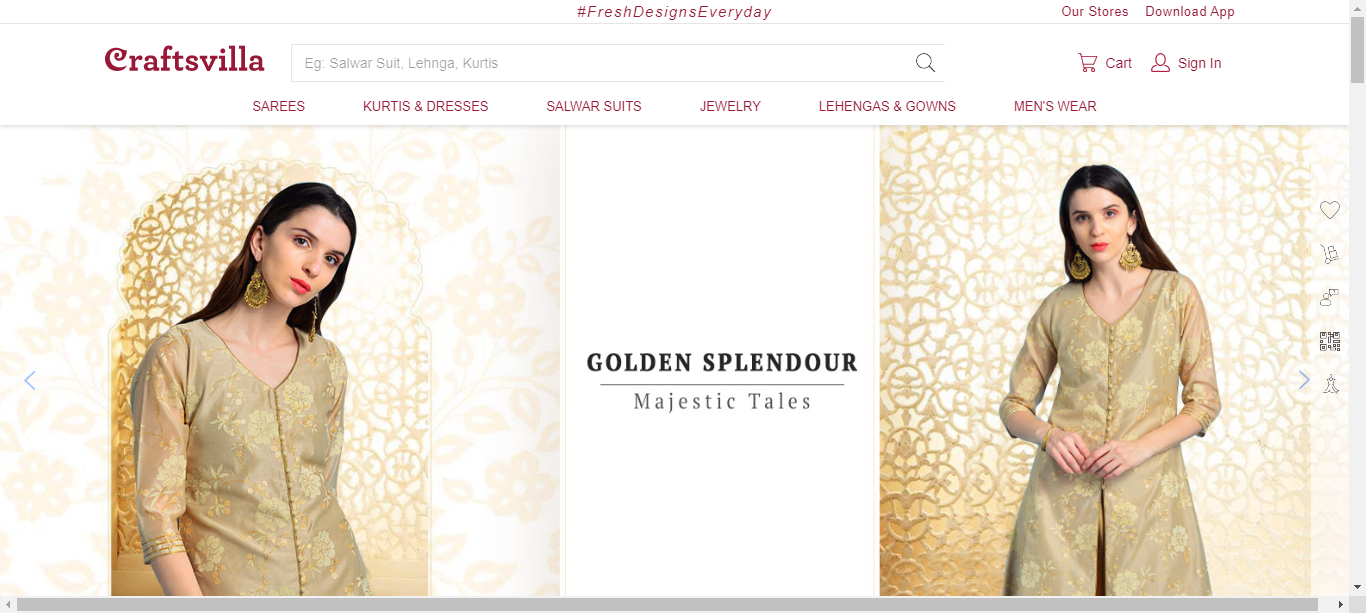 #FreshDesignsEveryday
Our Stores Download App
Craftsvilla
Eg: Salwar Suit, Lehnga, Kurtis
Cart Sign In
SAREES KURTIS & DRESSES SALWAR SUITS JEWELRY LEHENGAS & GOWNS MEN'S WEAR
GOLDEN SPLENDOUR
Majestic Tales